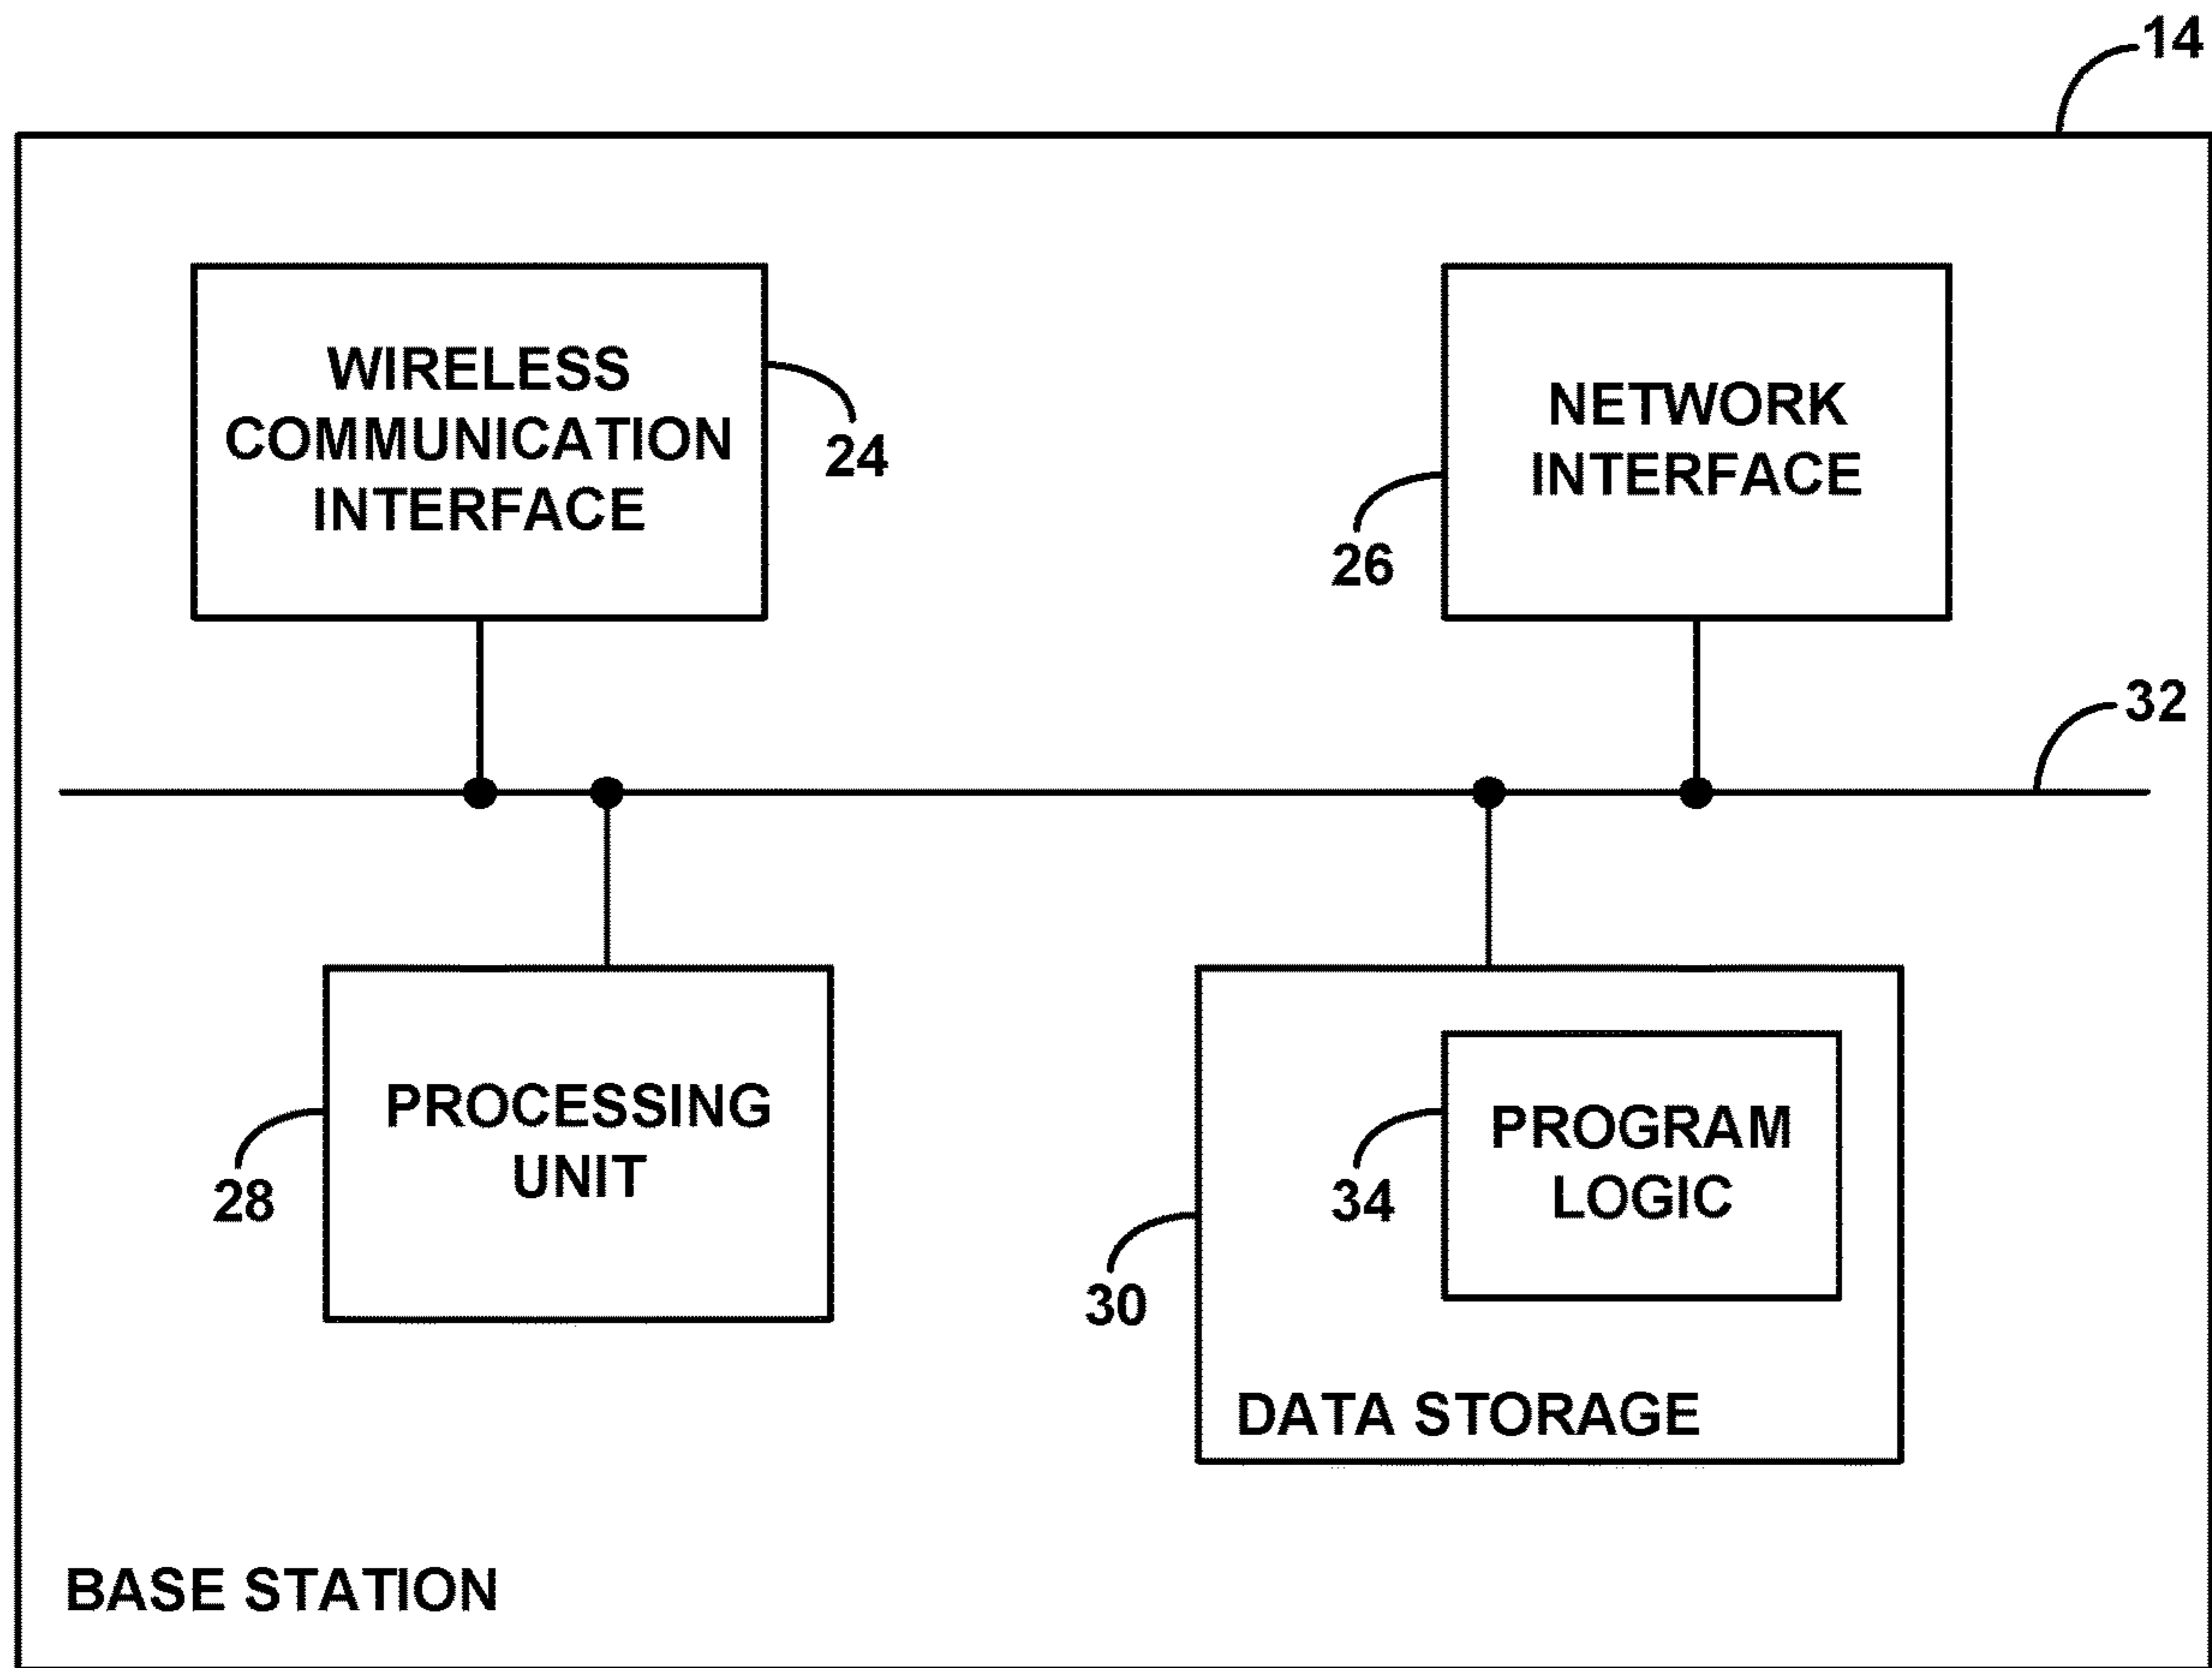 14
WIRELESS
COMMUNICATION
INTERFACE
24
NETWORK
INTERFACE
26
32
PROCESSING
UNIT
28
PROGRAM
LOGIC
34
30
DATA STORAGE
BASE STATION